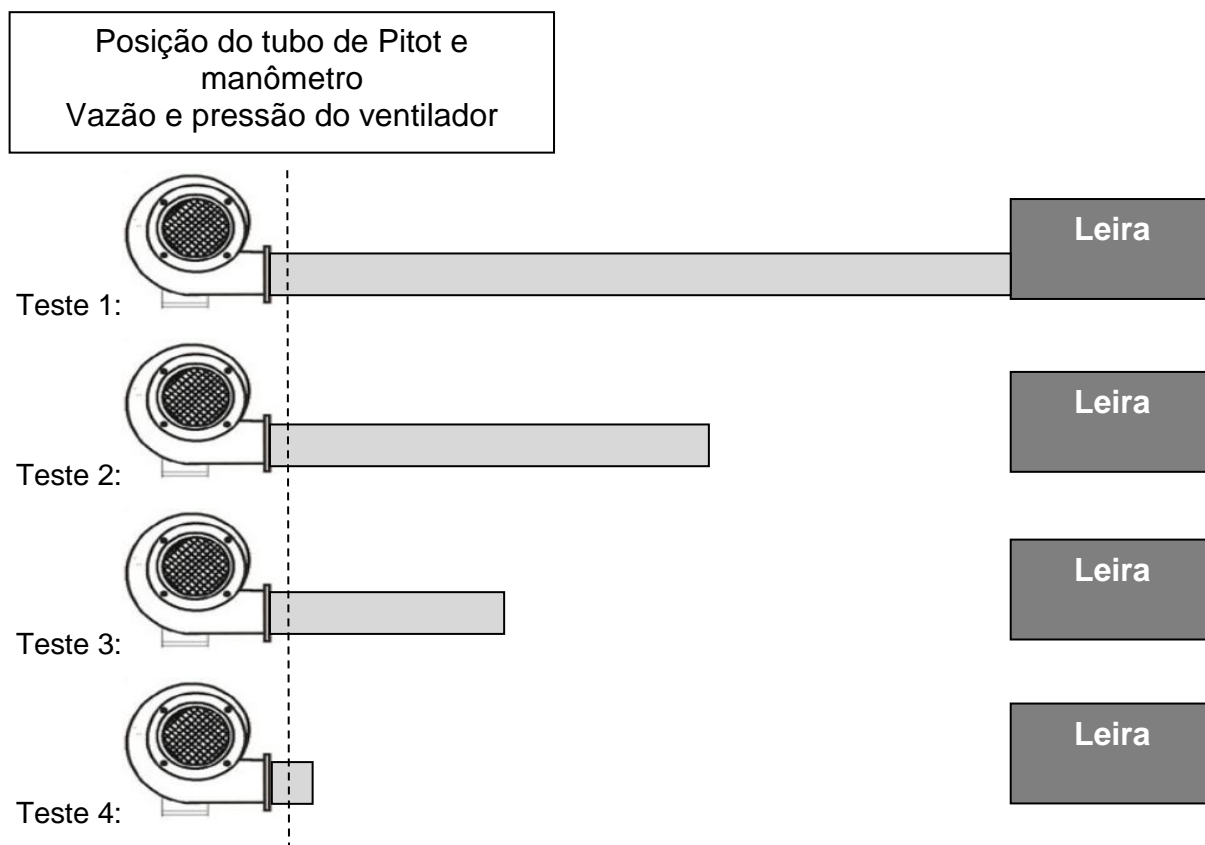 Posição do tubo de Pitot e
manômetro
Vazão e pressão do ventilador
Leira
Teste 1:
Leira
Teste 2:
Leira
Teste 3:
Leira
Teste 4: